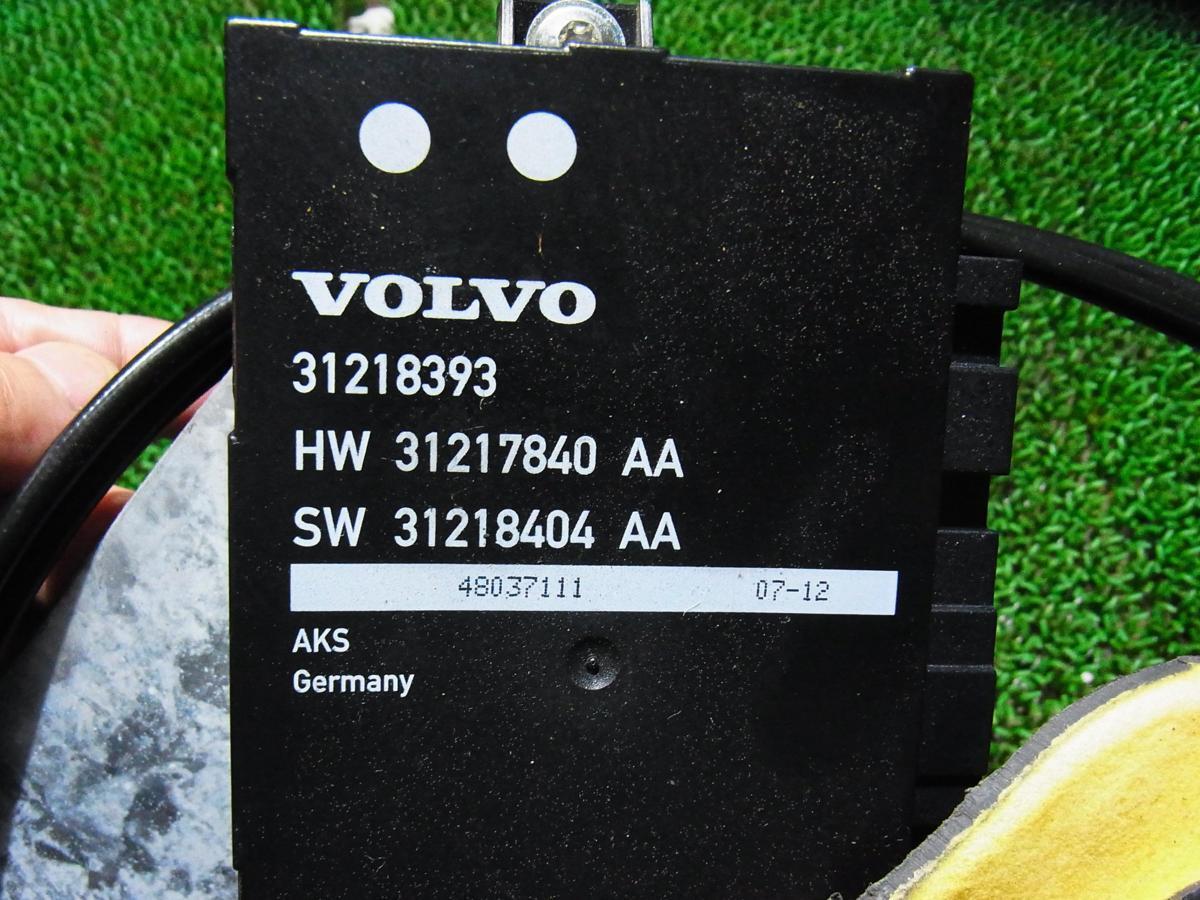 VOLVO
31218393
HW 31217840 AA
SW 31218404 AA
48037111 07-12
AKS
Germany